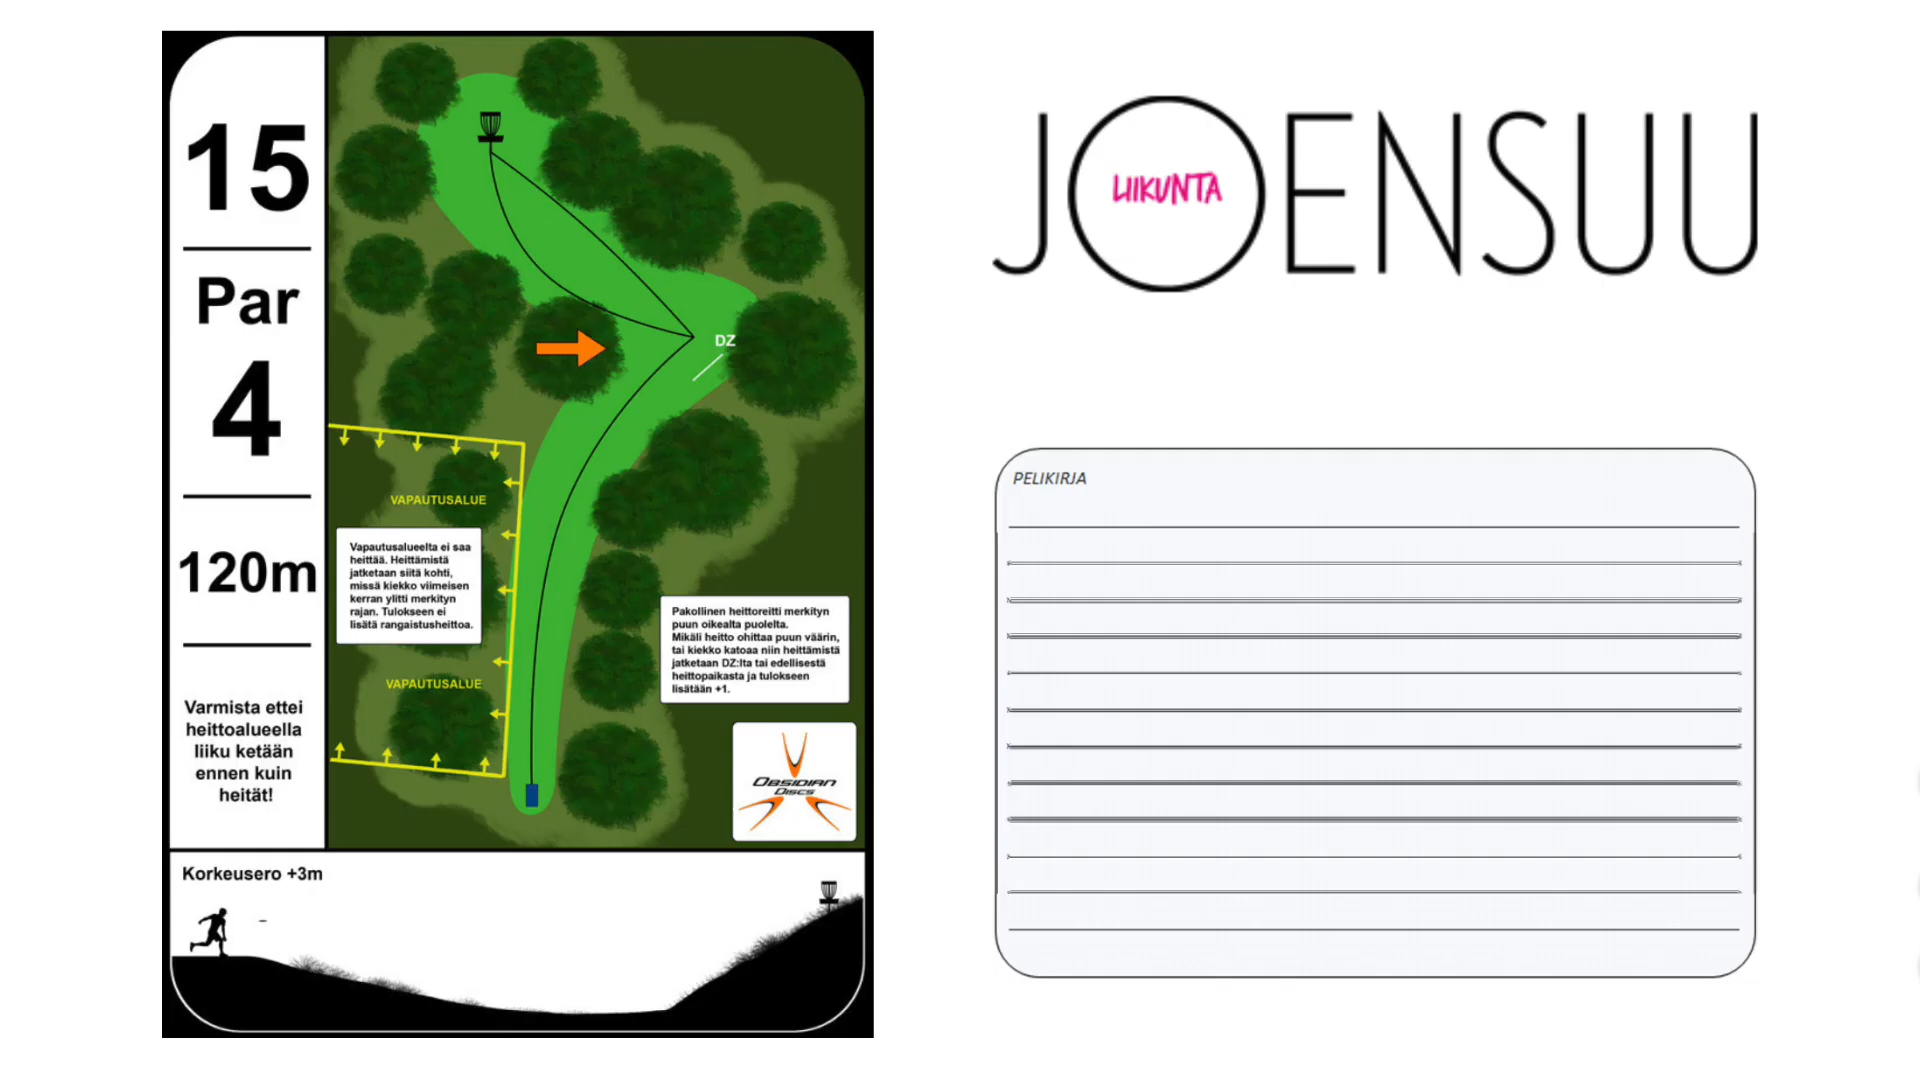 15
Par
4
120m
Varmista ettei
heittoalueella
liiku ketään
ennen kuin
heität!
DZ
VAPAUTUSALUE
Vapautusalueelta ei saa
heittää. Heittämistä
jatketaan siitä kohti,
missä kiekko viimeisen
kerran ylitti merkityn
rajan. Tulokseen ei
lisätä rangaistusheittoa.
VAPAUTUSALUE
Pakollinen heittoreitti merkityn
puun oikealta puolelta.
Mikäli heitto ohittaa puun väärin,
tai kiekko katoaa niin heittämistä
jatketaan DZ:lta tai edellisestä
heittopaikasta ja tulokseen
lisätään +1.
OBSIDIAN
DISCS
Korkeusero +3m
JOENSUU
LIIKUNTA
PELIKIRJA